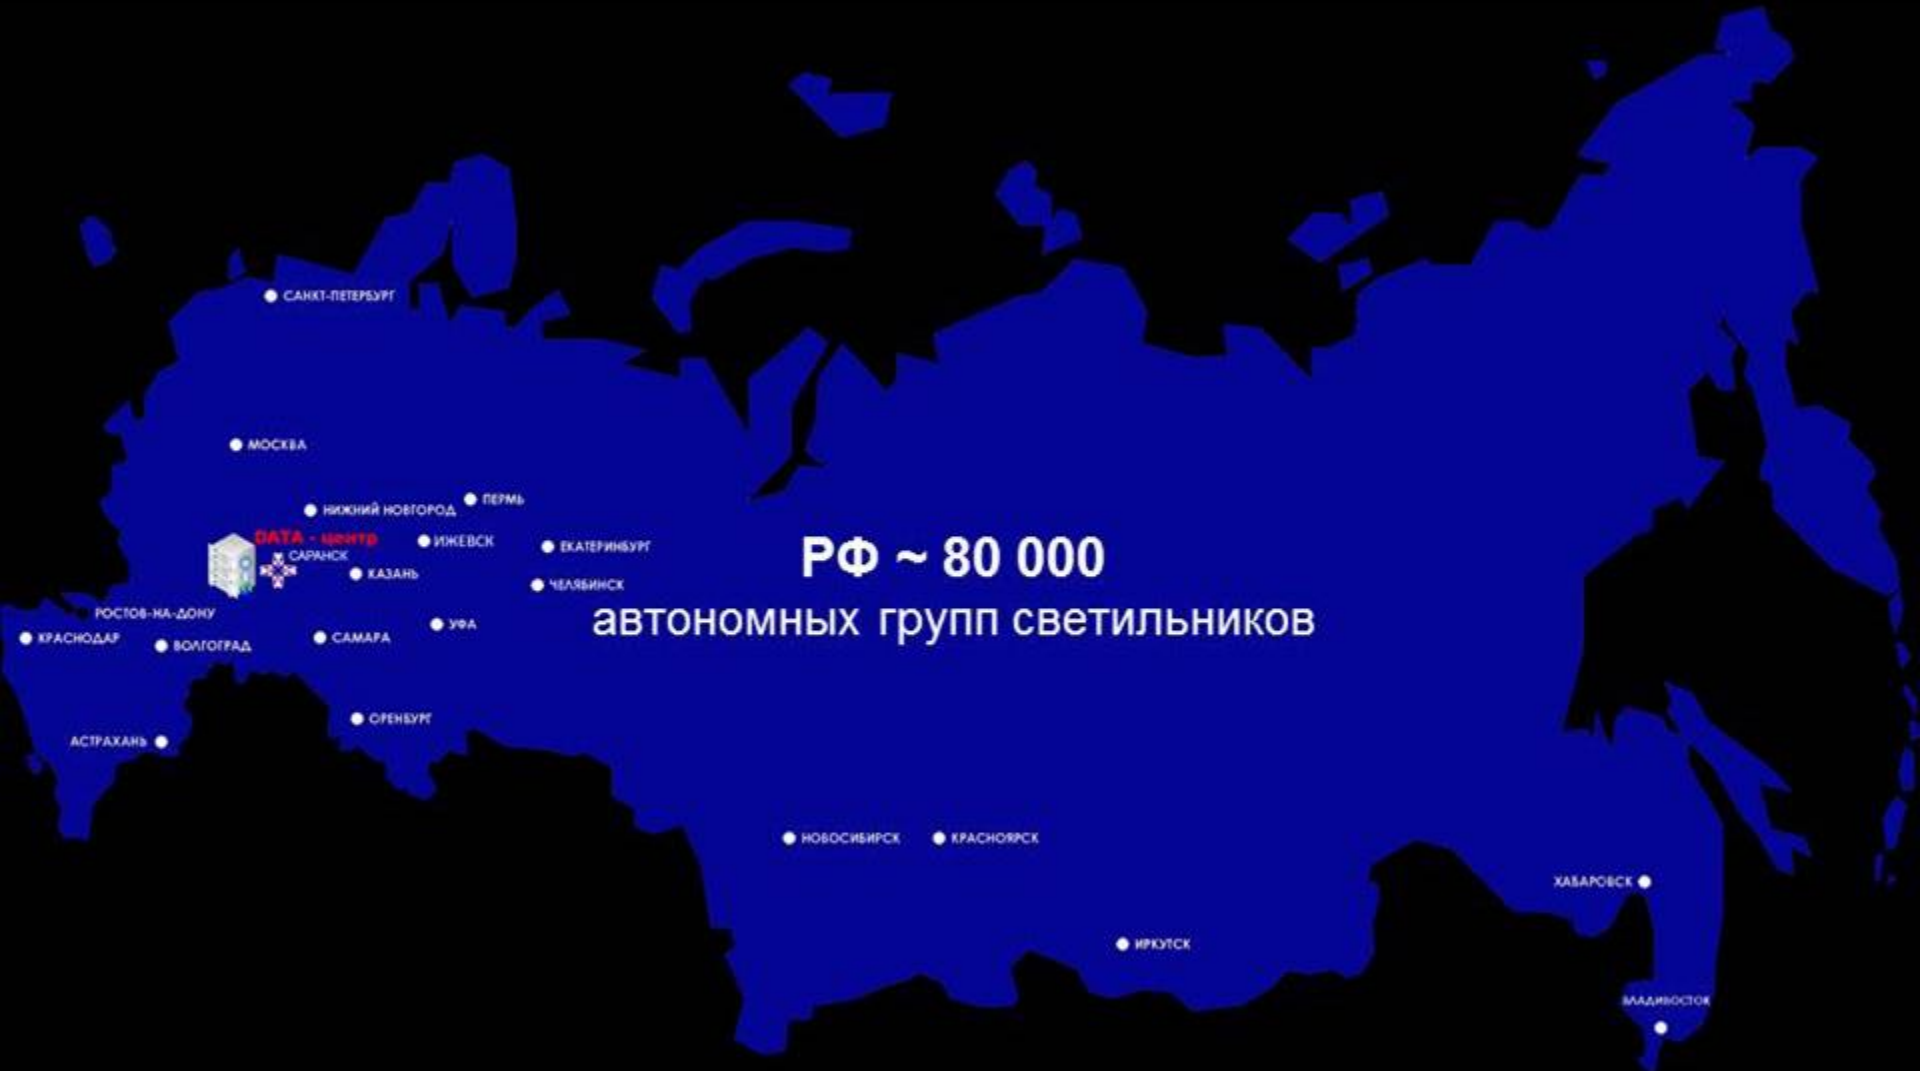 САНКТ-ПЕТЕРБУРГ
МОСКВА
ПЕРМЬ
НИЖНИЙ НОВГОРОД
DATA - центр
ИЖЕВСК
ЕКАТЕРИНБУРГ
САРАНСК
КАЗАНЬ
ЧЕЛЯБИНСК
РФ ~ 80 000
автономных групп светильников
РОСТОВ-НА-ДОНУ
УФА
КРАСНОДАР
САМАРА
ВОЛГОГРАД
ОРЕНБУРГ
АСТРАХАНЬ
НОВОСИБИРСК
КРАСНОЯРСК
ХАБАРОВСК
ИРКУТСК
ВЛАДИВОСТОК